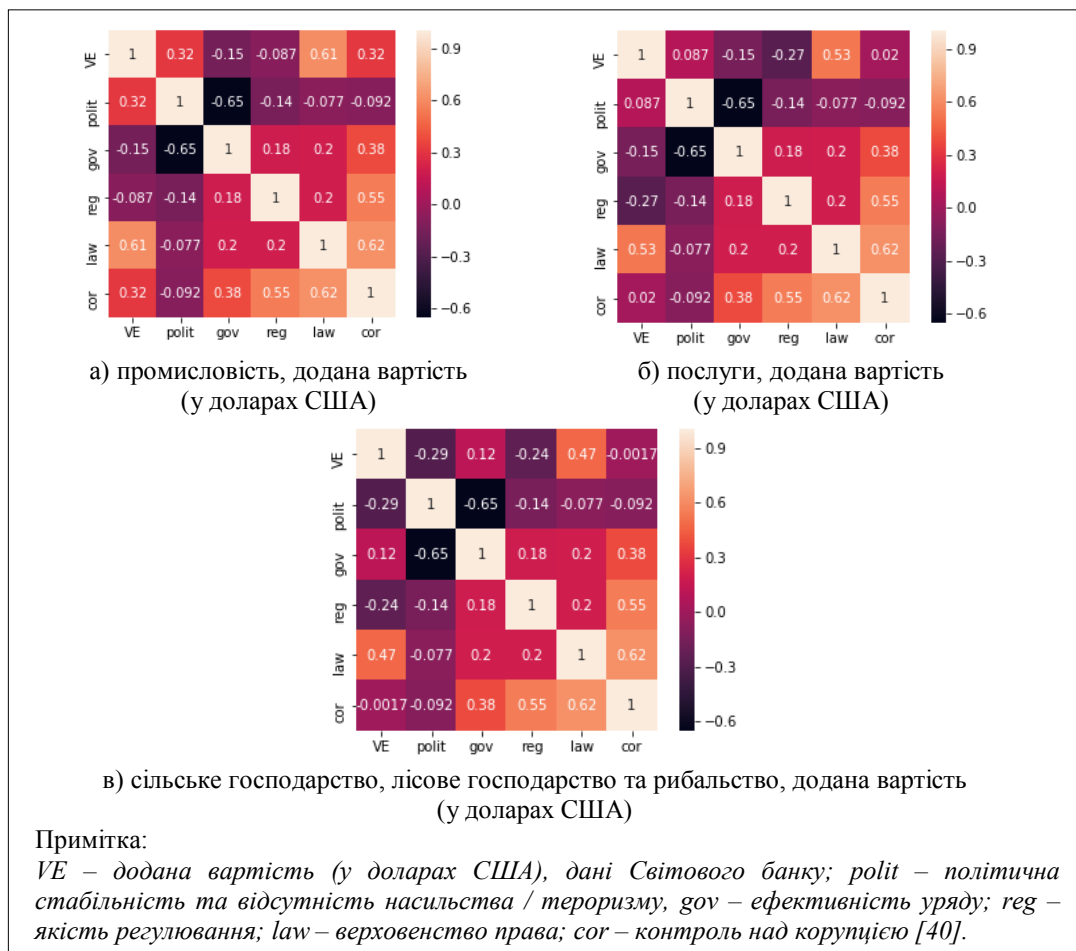 VE 1 0.32 -0.15 -0.087 0.61 0.32
polit 0.32 1 -0.65 -0.14 -0.077 -0.092
gov -0.15 -0.65 1 0.18 0.2 0.38
reg -0.087 -0.14 0.18 1 0.2 0.55
law 0.61 -0.077 0.2 0.2 1 0.62
cor 0.32 -0.092 0.38 0.55 0.62 1
VE polit gov reg law cor
0.9
0.6
0.3
0.0
−0.3
−0.6
а) промисловість, додана вартість
(у доларах США)
VE 1 0.087 -0.15 -0.27 0.53 0.02
polit 0.087 1 -0.65 -0.14 -0.077 -0.092
gov -0.15 -0.65 1 0.18 0.2 0.38
reg -0.27 -0.14 0.18 1 0.2 0.55
law 0.53 -0.077 0.2 0.2 1 0.62
cor 0.02 -0.092 0.38 0.55 0.62 1
VE polit gov reg law cor
0.9
0.6
0.3
0.0
−0.3
−0.6
б) послуги, додана вартість
(у доларах США)
VE 1 -0.29 0.12 -0.24 0.47 -0.0017
polit -0.29 1 -0.65 -0.14 -0.077 -0.092
gov 0.12 -0.65 1 0.18 0.2 0.38
reg -0.24 -0.14 0.18 1 0.2 0.55
law 0.47 -0.077 0.2 0.2 1 0.62
cor -0.0017 -0.092 0.38 0.55 0.62 1
VE polit gov reg law cor
0.9
0.6
0.3
0.0
−0.3
−0.6
в) сільське господарство, лісове господарство та рибальство, додана вартість
(у доларах США)
Примітка:
VE – додана вартість (у доларах США), дані Світового банку; polit – політична
стабільність та відсутність насильства / тероризму, gov – ефективність уряду; reg –
якість регулювання; law – верховенство права; cor – контроль над корупцією [40].